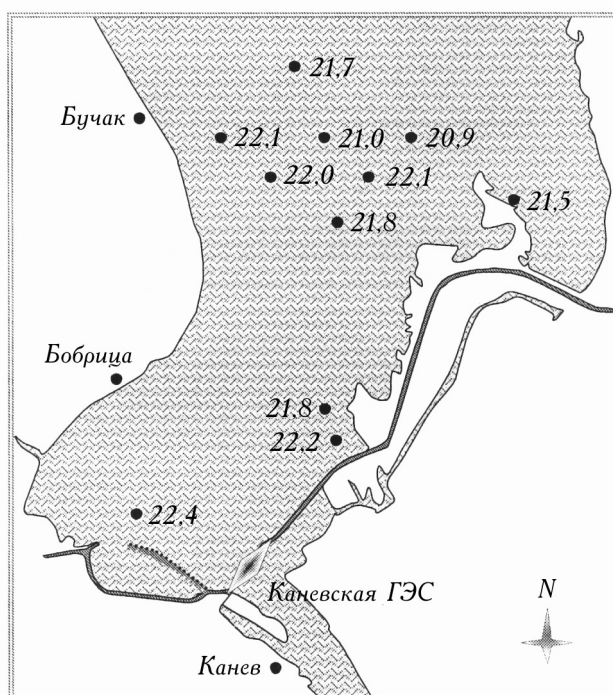 21,7
Бучак
22,1 21,0 20,9
22,0 22,1
21,5
21,8
Бобрица
21,8
22,2
22,4
Каневская ГЭС
N
Канев